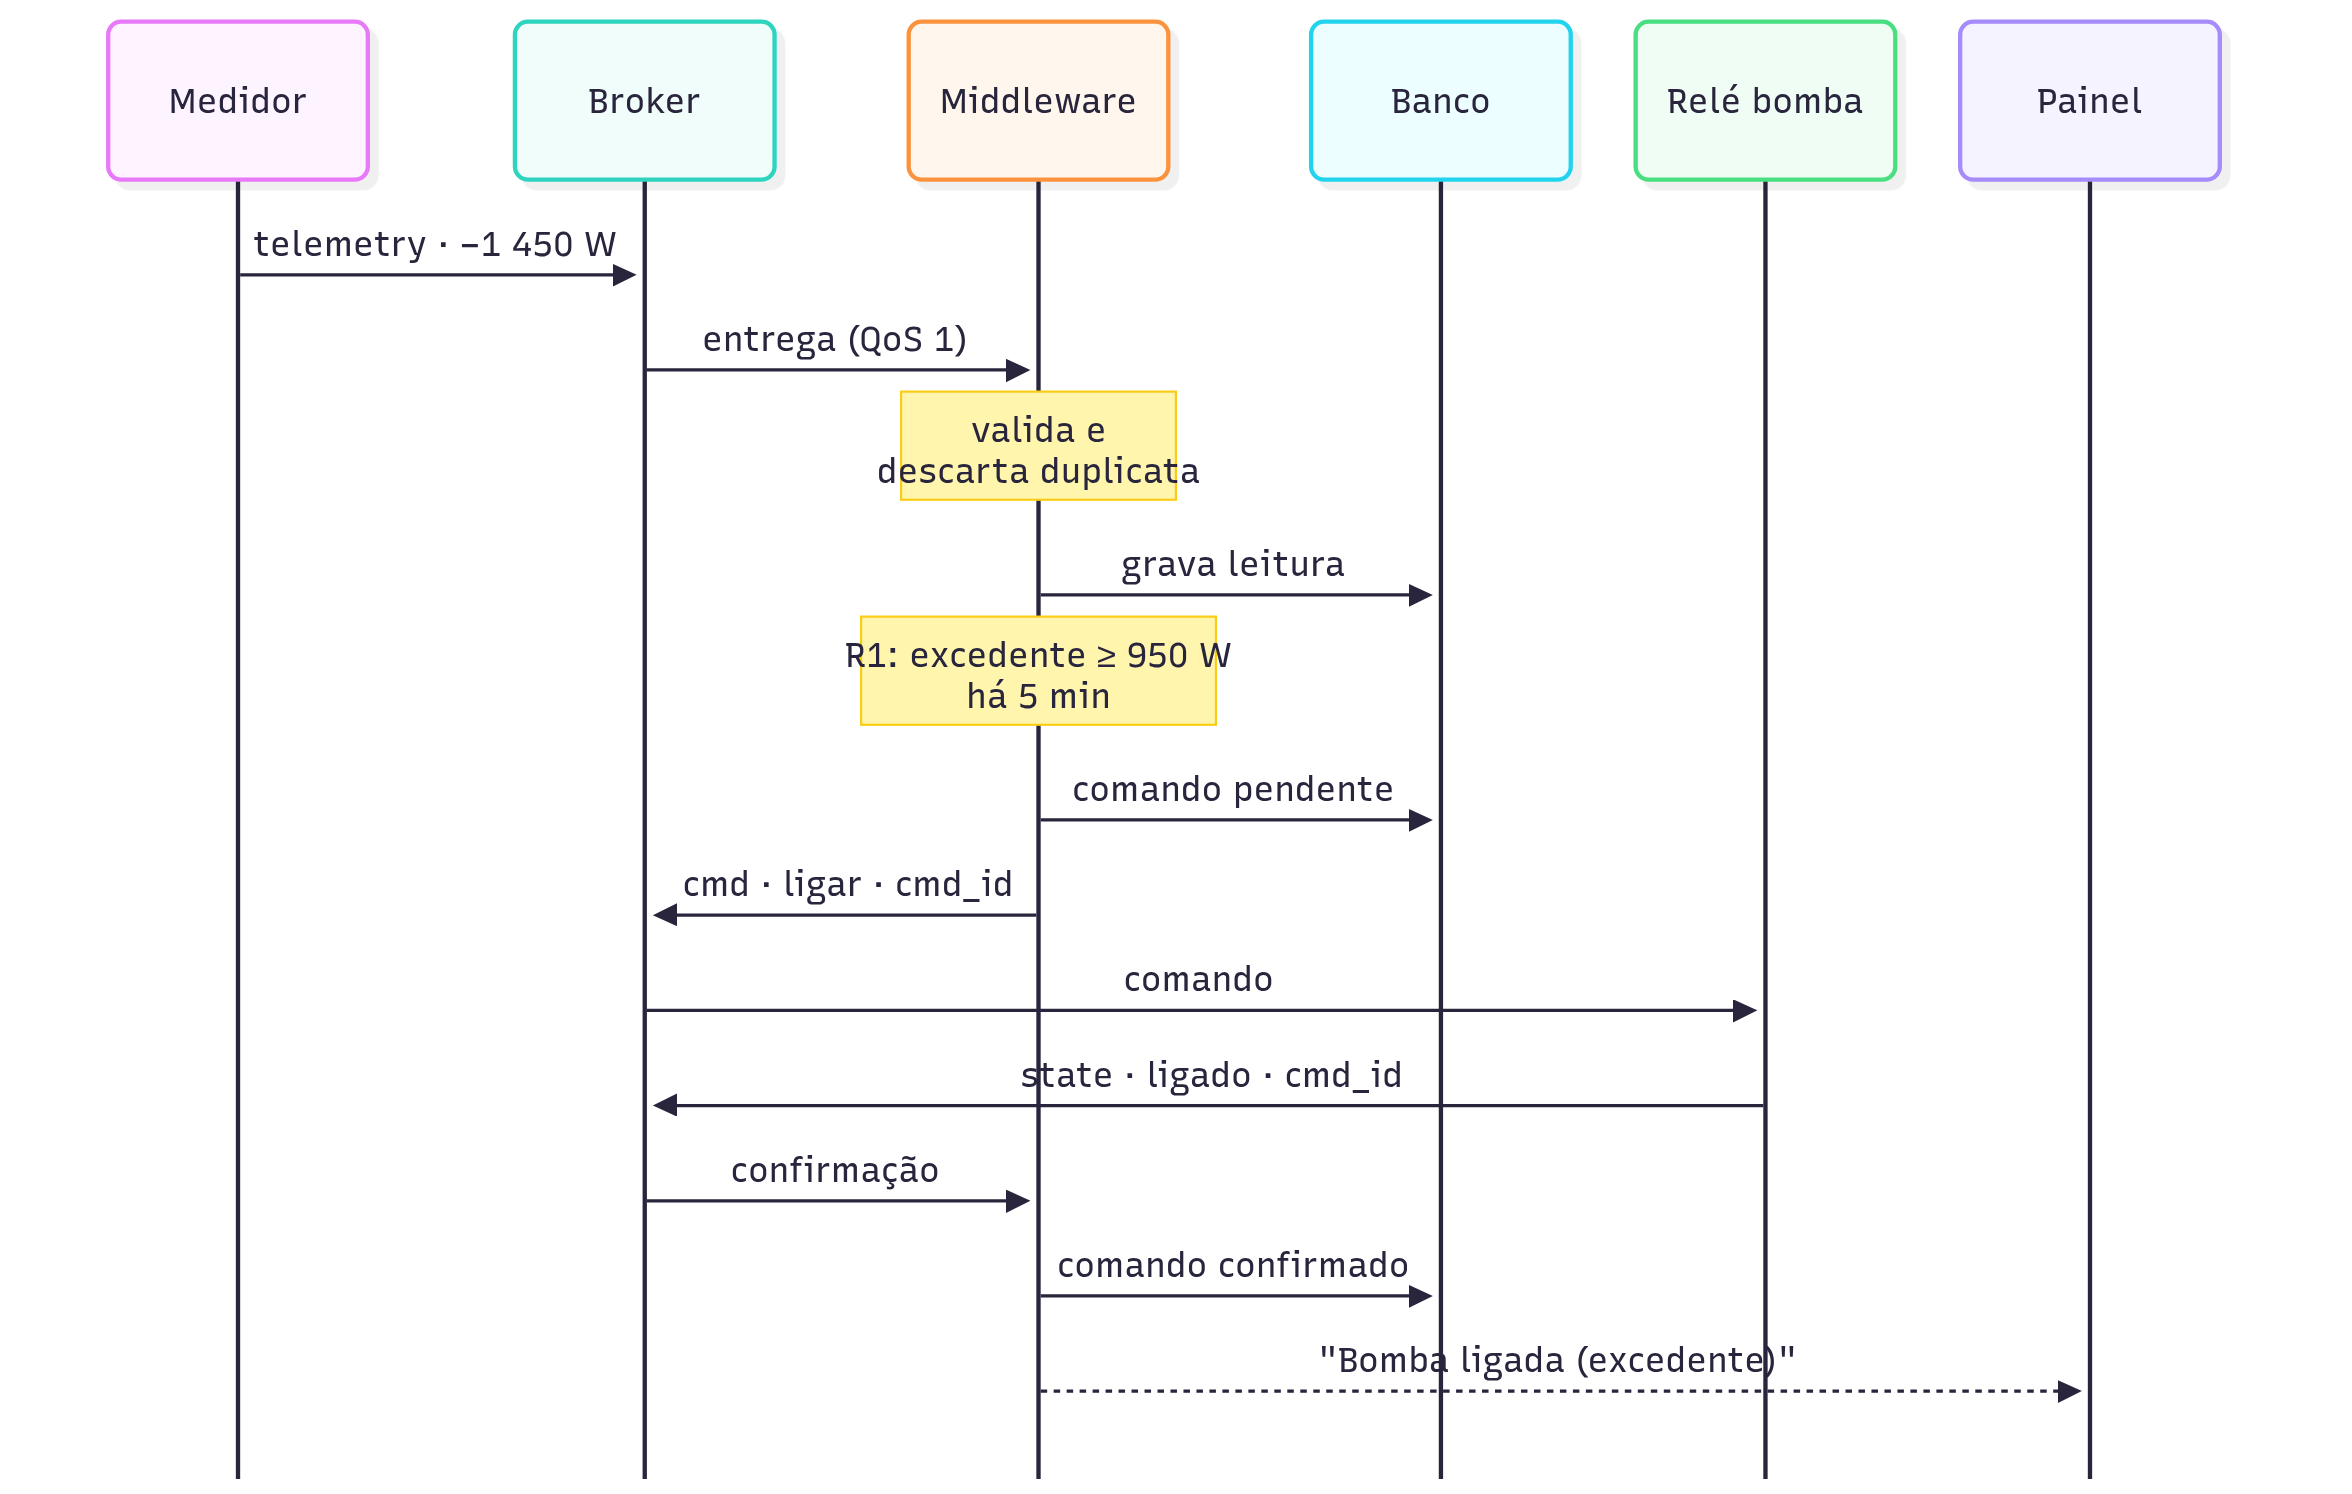 Medidor
Broker
Middleware
Banco
Relé bomba
Painel
telemetry · −1 450 W
entrega (QoS 1)
valida e
descarta duplicata
grava leitura
R1: excedente ≥ 950 W
há 5 min
comando pendente
cmd · ligar · cmd_id
comando
state · ligado · cmd_id
confirmação
comando confirmado
"Bomba ligada (excedente)"